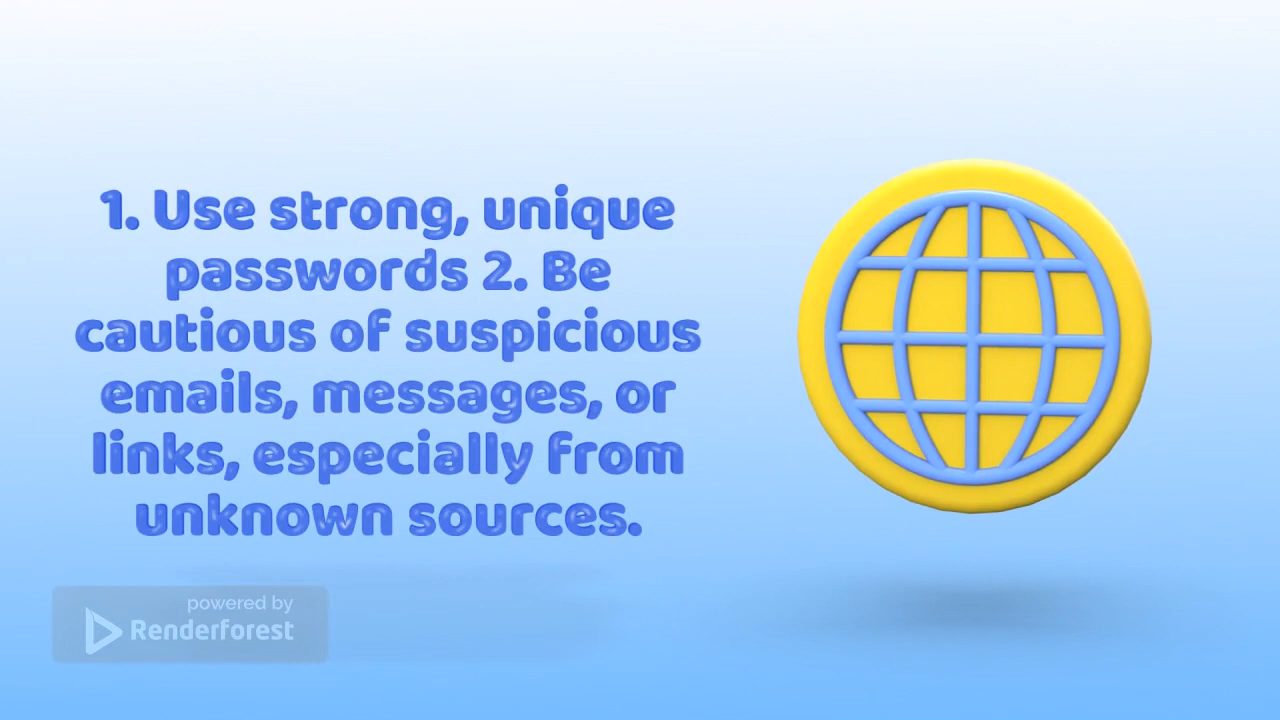 1. Use strong, unique
passwords 2. Be
cautious of suspicious
emails, messages, or
links, especially from
unknown sources.
powered by
Renderforest